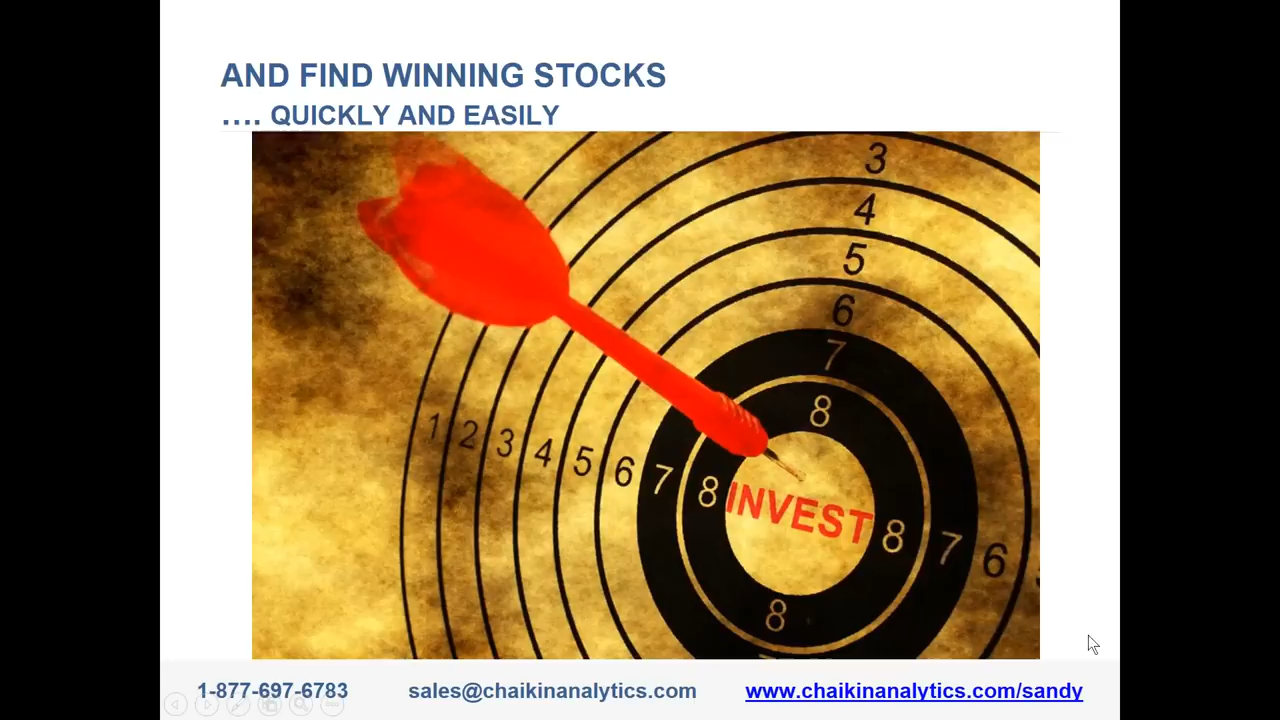 AND FIND WINNING STOCKS
…. QUICKLY AND EASILY
3
4
5
6
7
8
1 2 3 4 5 6 7 8 INVEST 8 7 6
8
1-877-697-6783 sales@chaikinanalytics.com www.chaikinanalytics.com/sandy